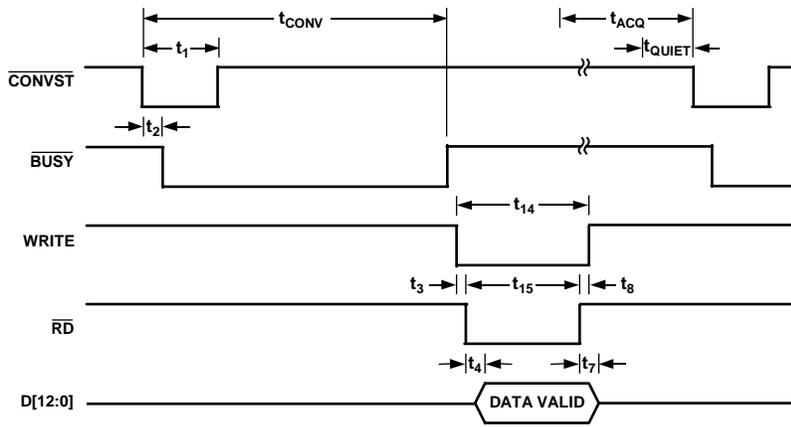 tCONV
tACQ
t1
tQUIET
CONVST
t2
BUSY
t14
WRITE
t3
t15
t8
RD
t4
t7
D[12:0]
DATA VALID